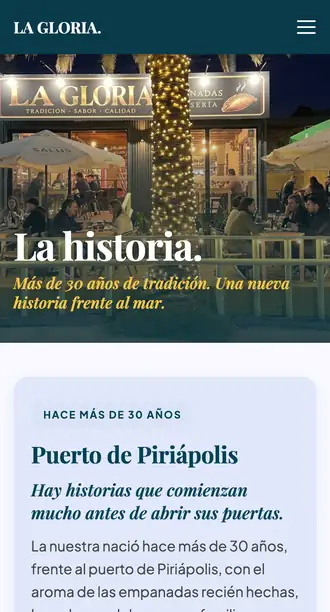 LA GLORIA.
LA GLORIA
TRADICION - SABOR - CALIDAD
NADAS
SERÍA
SALUS
La historia.
Más de 30 años de tradición. Una nueva
historia frente al mar.
HACE MÁS DE 30 AÑOS
Puerto de Piriápolis
Hay historias que comienzan
mucho antes de abrir sus puertas.
La nuestra nació hace más de 30 años,
frente al puerto de Piriápolis, con el
aroma de las empanadas recién hechas,